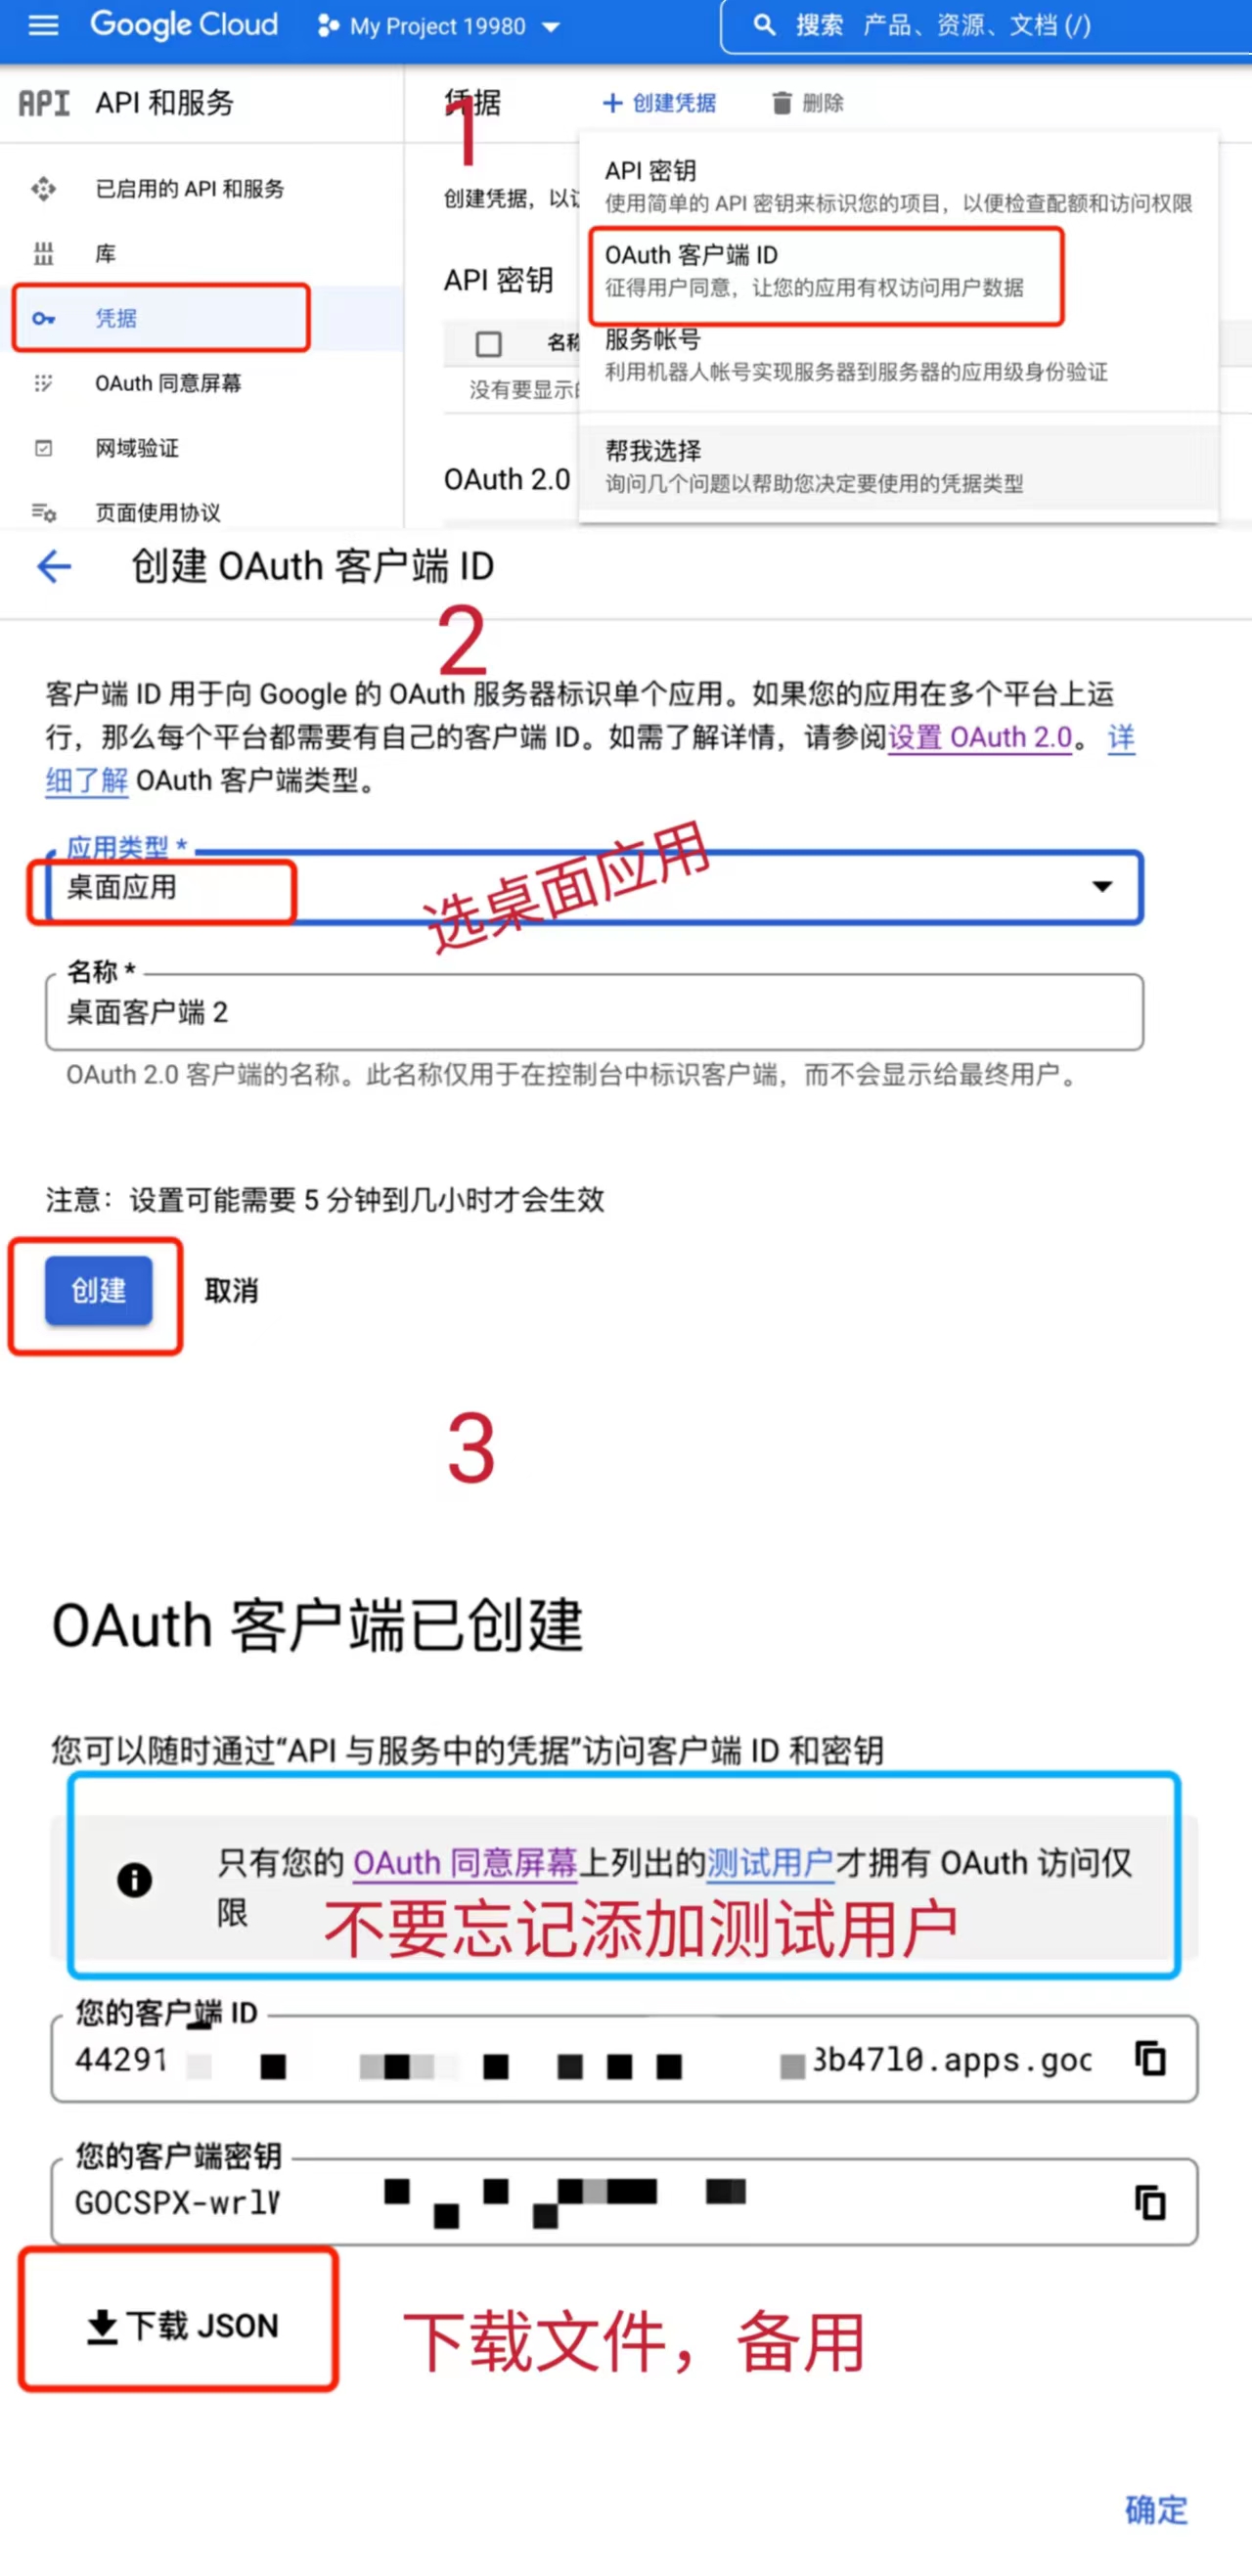 Google Cloud My Project 19980 搜索 产品、资源、文档 (/)
API API 和服务
凭据 + 创建凭据 删除
1
已启用的 API 和服务
库
凭据
OAuth 同意屏幕
网域验证
页面使用协议
创建凭据，以
API 密钥
没有要显示
OAuth 2.0
API 密钥
使用简单的 API 密钥来标识您的项目，以便检查配额和访问权限
OAuth 客户端 ID
征得用户同意，让您的应用有权访问用户数据
服务帐号
利用机器人帐号实现服务器到服务器的应用级身份验证
帮我选择
询问几个问题以帮助您决定要使用的凭据类型
创建 OAuth 客户端 ID
2
客户端 ID 用于向 Google 的 OAuth 服务器标识单个应用。如果您的应用在多个平台上运
行，那么每个平台都需要有自己的客户端 ID。如需了解详情，请参阅设置 OAuth 2.0。 详
细了解 OAuth 客户端类型。
应用类型 *
桌面应用
选桌面应用
名称 *
桌面客户端 2
OAuth 2.0 客户端的名称。此名称仅用于在控制台中标识客户端，而不会显示给最终用户。
注意：设置可能需要 5 分钟到几小时才会生效
创建 取消
3
OAuth 客户端已创建
您可以随时通过“API 与服务中的凭据”访问客户端 ID 和密钥
只有您的 OAuth 同意屏幕上列出的测试用户才拥有 OAuth 访问仅
限
不要忘记添加测试用户
您的客户端 ID
44291 3b47l0.apps.goc
您的客户端密钥
GOCSPX-wrlV
下载 JSON
下载文件，备用
确定